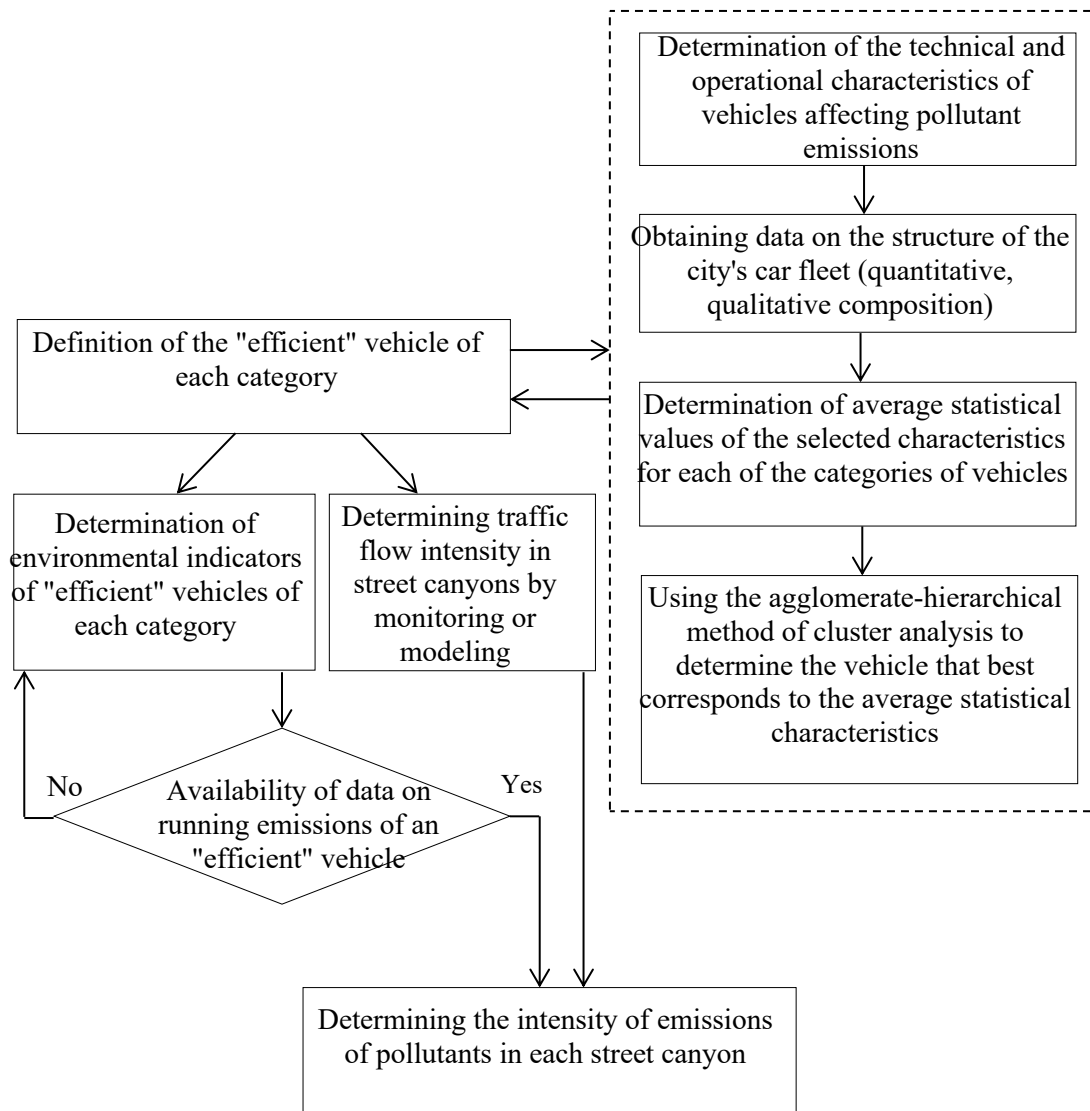 Determination of the technical and
operational characteristics of
vehicles affecting pollutant
emissions
Obtaining data on the structure of the
city's car fleet (quantitative,
qualitative composition)
Definition of the "efficient" vehicle of
each category
Determination of average statistical
values of the selected characteristics
for each of the categories of vehicles
Determination of
environmental indicators
of "efficient" vehicles of
each category
Determining traffic
flow intensity in
street canyons by
monitoring or
modeling
Using the agglomerate-hierarchical
method of cluster analysis to
determine the vehicle that best
corresponds to the average statistical
characteristics
No
Availability of data on
running emissions of an
"efficient" vehicle
Yes
Determining the intensity of emissions
of pollutants in each street canyon